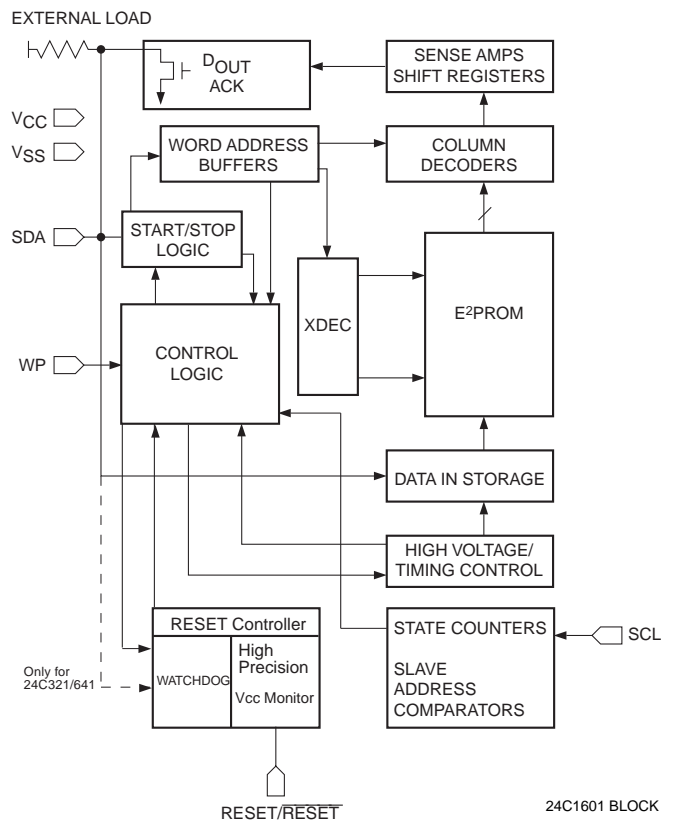 EXTERNAL LOAD
DOUT
ACK
SENSE AMPS
SHIFT REGISTERS
VCC
VSS
WORD ADDRESS
BUFFERS
COLUMN
DECODERS
SDA
START/STOP
LOGIC
XDEC
E2PROM
WP
CONTROL
LOGIC
DATA IN STORAGE
HIGH VOLTAGE/
TIMING CONTROL
RESET Controller
WATCHDOG
High
Precision
Vcc Monitor
STATE COUNTERS
SLAVE
ADDRESS
COMPARATORS
SCL
Only for
24C321/641
RESET/RESET
24C1601 BLOCK